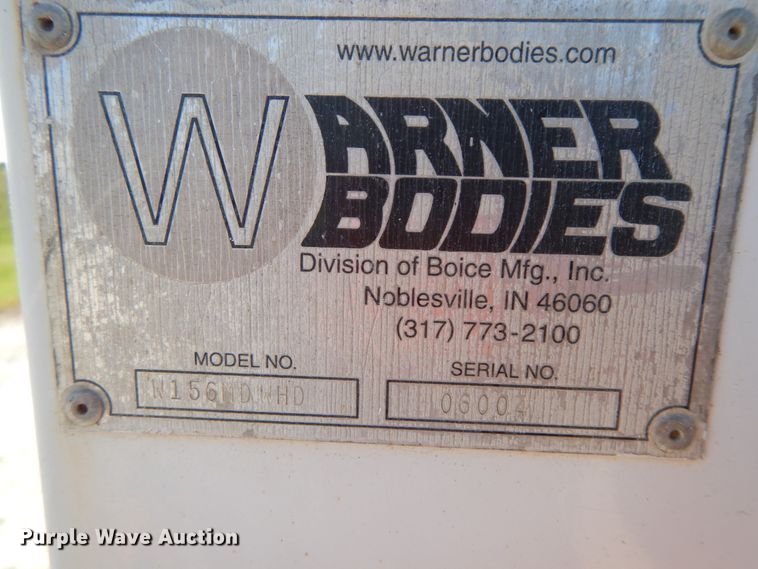 www.warnerbodies.com
WARNER
BODIES
Division of Boice Mfg., Inc.
Noblesville, IN 46060
(317) 773-2100
MODEL NO.
SERIAL NO.
Purple Wave Auction